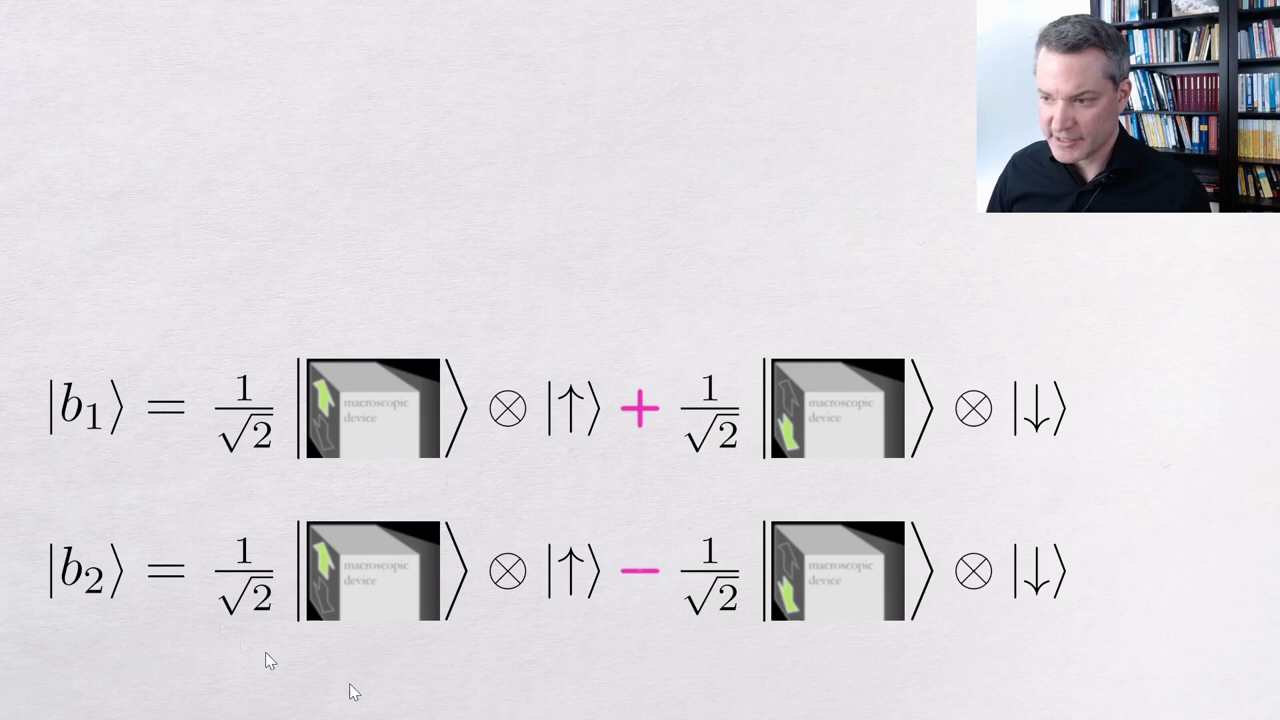 |b₁⟩ = 1/√2 | macroscopic device ⟩ ⊗ |↑⟩ + 1/√2 | macroscopic device ⟩ ⊗ |↓⟩
|b₂⟩ = 1/√2 | macroscopic device ⟩ ⊗ |↑⟩ − 1/√2 | macroscopic device ⟩ ⊗ |↓⟩